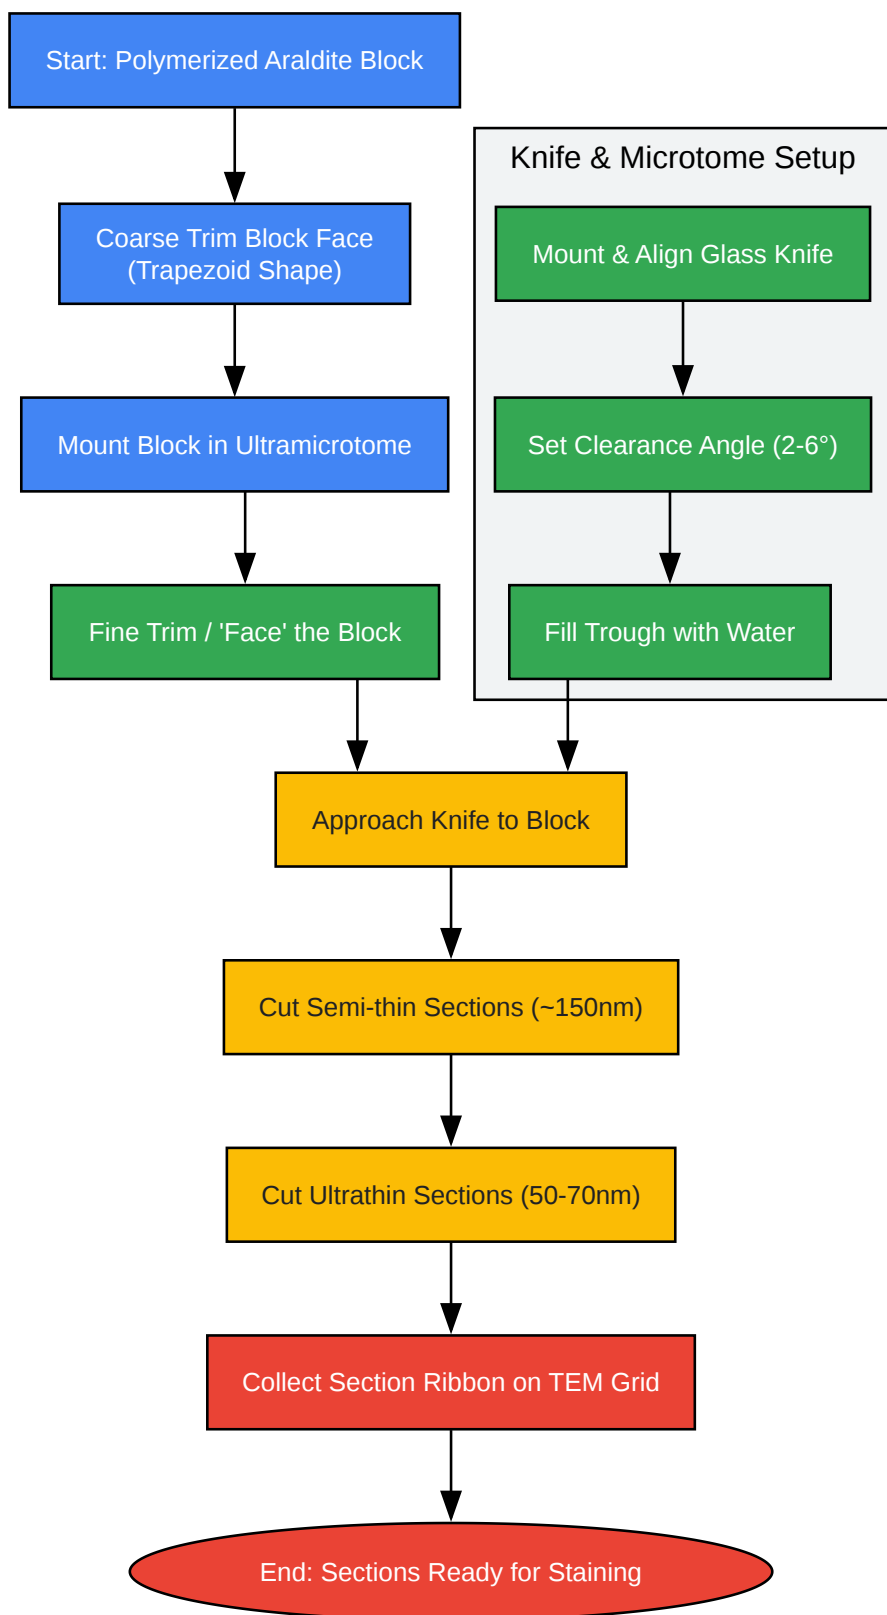 Start: Polymerized Araldite Block
Coarse Trim Block Face
(Trapezoid Shape)
Mount Block in Ultramicrotome
Fine Trim / 'Face' the Block
Knife & Microtome Setup
Mount & Align Glass Knife
Set Clearance Angle (2-6°)
Fill Trough with Water
Approach Knife to Block
Cut Semi-thin Sections (~150nm)
Cut Ultrathin Sections (50-70nm)
Collect Section Ribbon on TEM Grid
End: Sections Ready for Staining